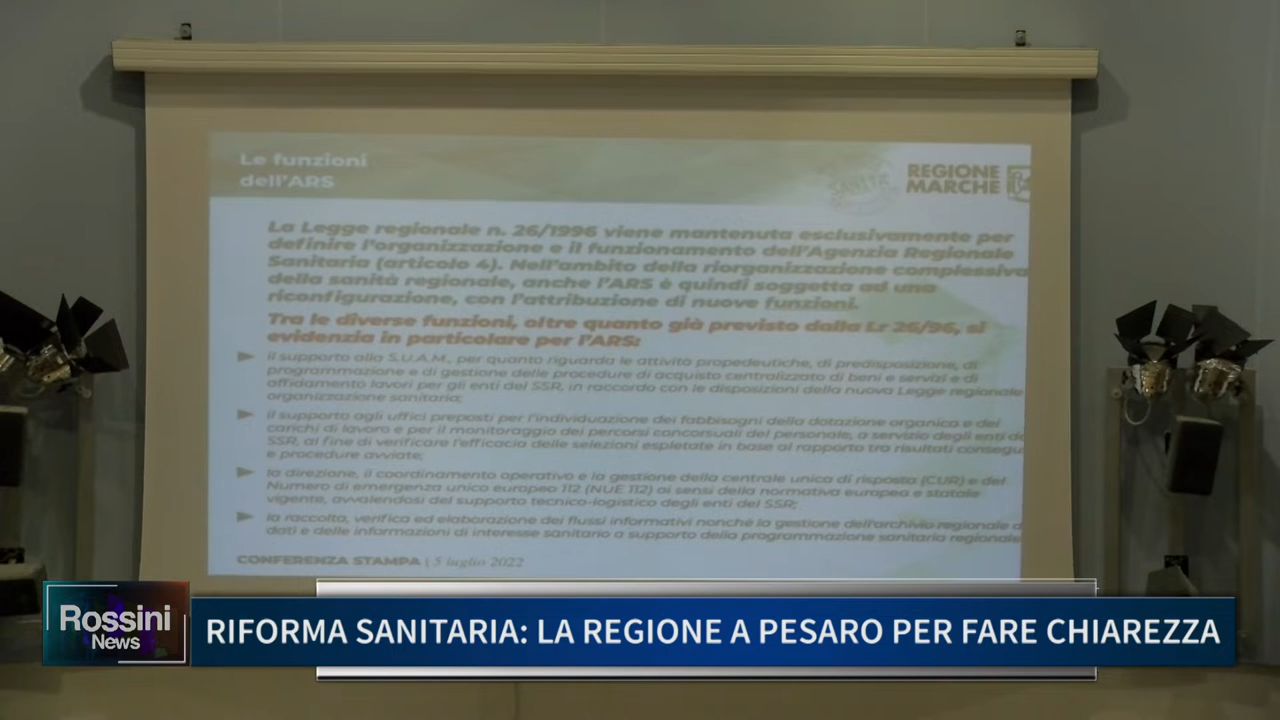 Le funzioni
dell'ARS
REGIONE
MARCHE
La Legge regionale n. 26/1996 viene mantenuta esclusivamente per
definire l'organizzazione e il funzionamento dell'Agenzia Regionale
Sanitaria (articolo 4). Nell'ambito della riorganizzazione complessiva
della sanità regionale, anche l'ARS è quindi soggetta ad una
riconfigurazione, con l'attribuzione di nuove funzioni.
Tra le diverse funzioni, oltre quanto già previsto dalla Lr 26/96, si
evidenzia in particolare per l'ARS:
il supporto alla S.U.A.M., per quanto riguarda le attività propedeutiche, di predisposizione, di
programmazione e di gestione delle procedure di acquisto centralizzato di beni e servizi e di
affidamento lavori per gli enti del SSR, in raccordo con le disposizioni della nuova Legge regionale
organizzazione sanitaria;
il supporto agli uffici preposti per l'individuazione dei fabbisogni della dotazione organica e dei
carichi di lavoro e per il monitoraggio dei percorsi concorsuali del personale, a servizio degli enti de
SSR, al fine di verificare l'efficacia delle selezioni espletate in base al rapporto tra risultati consegu
e procedure avviate;
la direzione, il coordinamento operativo e la gestione della centrale unica di risposta (CUR) e del
Numero di emergenza unico europeo 112 (NUE 112) ai sensi della normativa europea e statale
vigente, avvalendosi del supporto tecnico-logistico degli enti del SSR;
la raccolta, verifica ed elaborazione dei flussi informativi nonché la gestione dell'archivio regionale d
dati e delle informazioni di interesse sanitario a supporto della programmazione sanitaria regionale
CONFERENZA STAMPA | 5 luglio 2022
Rossini
News
RIFORMA SANITARIA: LA REGIONE A PESARO PER FARE CHIAREZZA